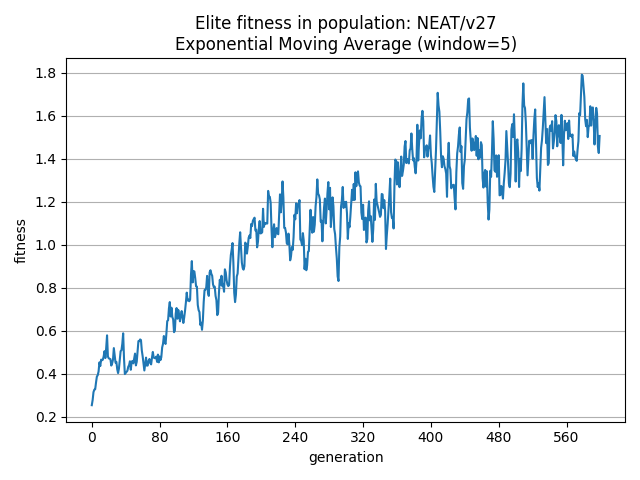 Elite fitness in population: NEAT/v27
Exponential Moving Average (window=5)
fitness
1.8
1.6
1.4
1.2
1.0
0.8
0.6
0.4
0.2
0 80 160 240 320 400 480 560
generation